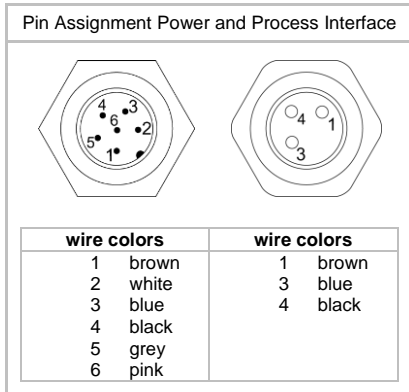 Pin Assignment Power and Process Interface
4 3
6
5 2
1
4 1
3
wire colors wire colors
1 brown 1 brown
2 white 3 blue
3 blue 4 black
4 black
5 grey
6 pink